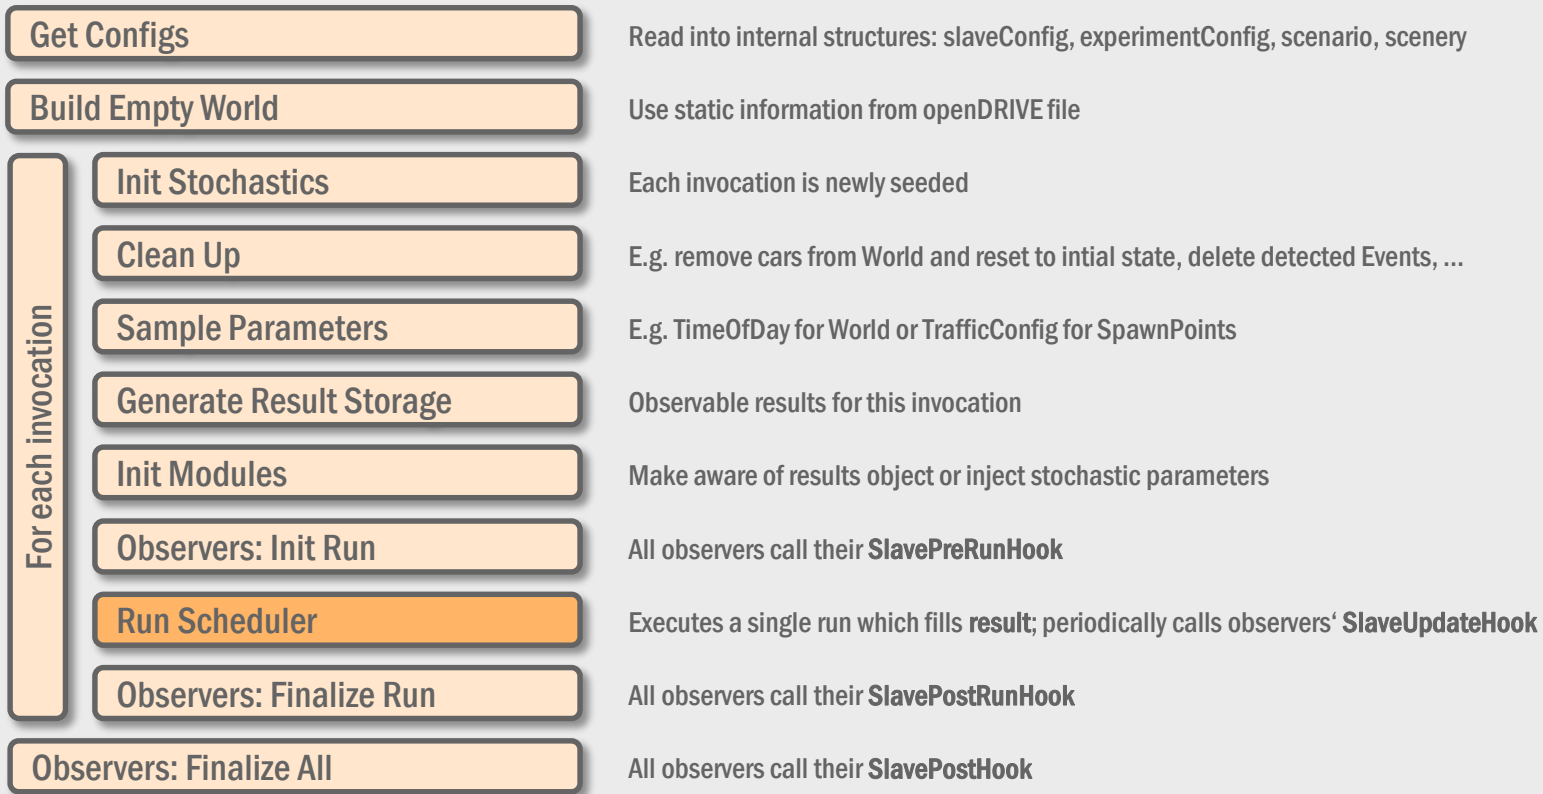 Get Configs
Read into internal structures: slaveConfig, experimentConfig, scenario, scenery
Build Empty World
Use static information from openDRIVE file
For each invocation
Init Stochastics
Each invocation is newly seeded
Clean Up
E.g. remove cars from World and reset to intial state, delete detected Events, ...
Sample Parameters
E.g. TimeOfDay for World or TrafficConfig for SpawnPoints
Generate Result Storage
Observable results for this invocation
Init Modules
Make aware of results object or inject stochastic parameters
Observers: Init Run
All observers call their SlavePreRunHook
Run Scheduler
Executes a single run which fills result; periodically calls observers‘ SlaveUpdateHook
Observers: Finalize Run
All observers call their SlavePostRunHook
Observers: Finalize All
All observers call their SlavePostHook